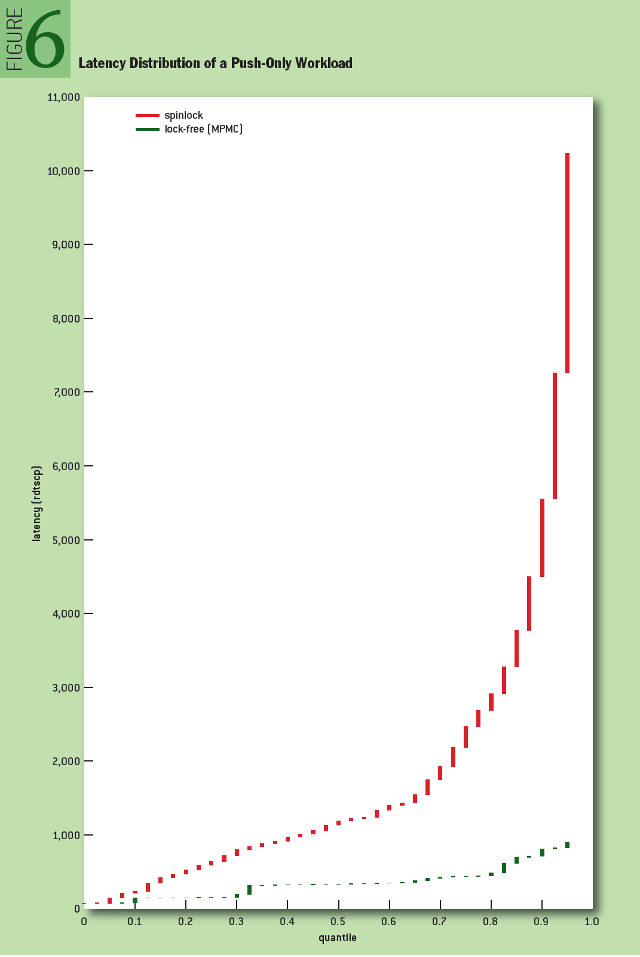 FIGURE 6
Latency Distribution of a Push-Only Workload
spinlock
lock-free (MPMC)
11,000
10,000
9,000
8,000
7,000
6,000
5,000
4,000
3,000
2,000
1,000
0
latency (rdtscp)
0 0.1 0.2 0.3 0.4 0.5 0.6 0.7 0.8 0.9 1.0
quantile